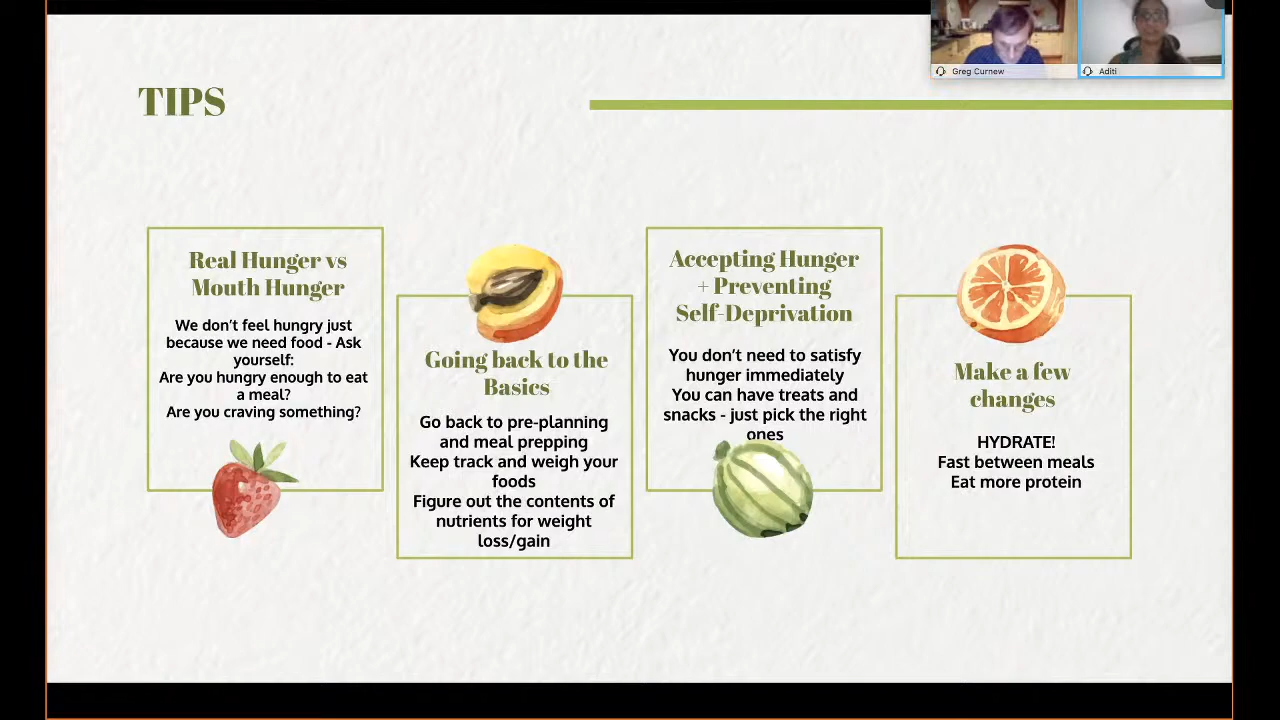 Greg Curnew
Aditi
TIPS
Real Hunger vs
Mouth Hunger
We don’t feel hungry just
because we need food - Ask
yourself:
Are you hungry enough to eat
a meal?
Are you craving something?
Going back to the
Basics
Go back to pre-planning
and meal prepping
Keep track and weigh your
foods
Figure out the contents of
nutrients for weight
loss/gain
Accepting Hunger
+ Preventing
Self-Deprivation
You don’t need to satisfy
hunger immediately
You can have treats and
snacks - just pick the right
ones
Make a few
changes
HYDRATE!
Fast between meals
Eat more protein